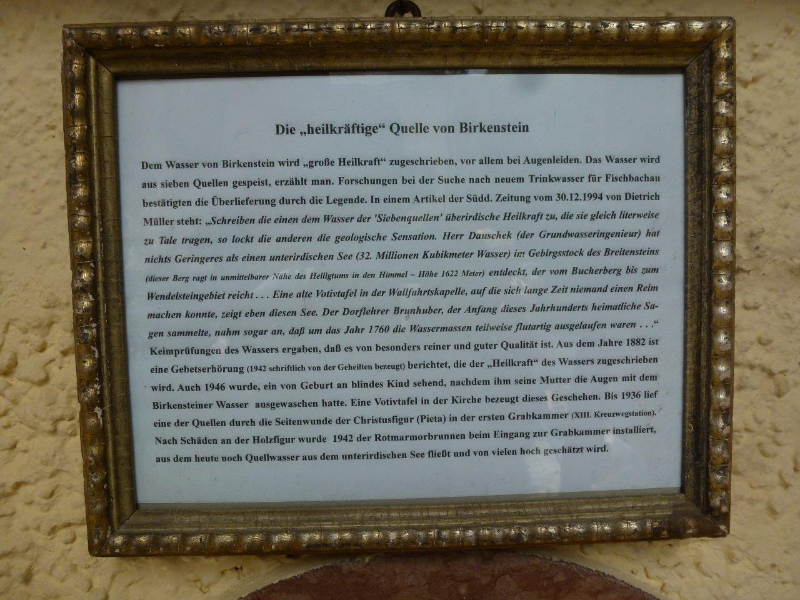 Die „heilkräftige“ Quelle von Birkenstein
Dem Wasser von Birkenstein wird „große Heilkraft“ zugeschrieben, vor allem bei Augenleiden. Das Wasser wird
aus sieben Quellen gespeist, erzählt man. Forschungen bei der Suche nach neuem Trinkwasser für Fischbachau
bestätigten die Überlieferung durch die Legende. In einem Artikel der Südd. Zeitung vom 30.12.1994 von Dietrich
Müller steht: „Schreiben die einen dem Wasser der 'Siebenquellen' überirdische Heilkraft zu, die sie gleich literweise
zu Tale tragen, so lockt die anderen die geologische Sensation. Herr Dauschek (der Grundwasseringenieur) hat
nichts Geringeres als einen unterirdischen See (32. Millionen Kubikmeter Wasser) im Gebirgsstock des Breitensteins
(dieser Berg ragt in unmittelbarer Nähe des Heiligtums in den Himmel – Höhe 1622 Meter) entdeckt, der vom Bucherberg bis zum
Wendelsteingebiet reicht . . . Eine alte Votivtafel in der Wallfahrtskapelle, auf die sich lange Zeit niemand einen Reim
machen konnte, zeigt eben diesen See. Der Dorflehrer Brunhuber, der Anfang dieses Jahrhunderts heimatliche Sa-
gen sammelte, nahm sogar an, daß um das Jahr 1760 die Wassermassen teilweise flutartig ausgelaufen waren . . .“
Keimprüfungen des Wassers ergaben, daß es von besonders reiner und guter Qualität ist. Aus dem Jahre 1882 ist
eine Gebetserhörung (1942 schriftlich von der Geheilten bezeugt) berichtet, die der „Heilkraft“ des Wassers zugeschrieben
wird. Auch 1946 wurde, ein von Geburt an blindes Kind sehend, nachdem ihm seine Mutter die Augen mit dem
Birkensteiner Wasser ausgewaschen hatte. Eine Votivtafel in der Kirche bezeugt dieses Geschehen. Bis 1936 lief
eine der Quellen durch die Seitenwunde der Christusfigur (Pieta) in der ersten Grabkammer (XIII. Kreuzwegstation).
Nach Schäden an der Holzfigur wurde 1942 der Rotmarmorbrunnen beim Eingang zur Grabkammer installiert,
aus dem heute noch Quellwasser aus dem unterirdischen See fließt und von vielen hoch geschätzt wird.